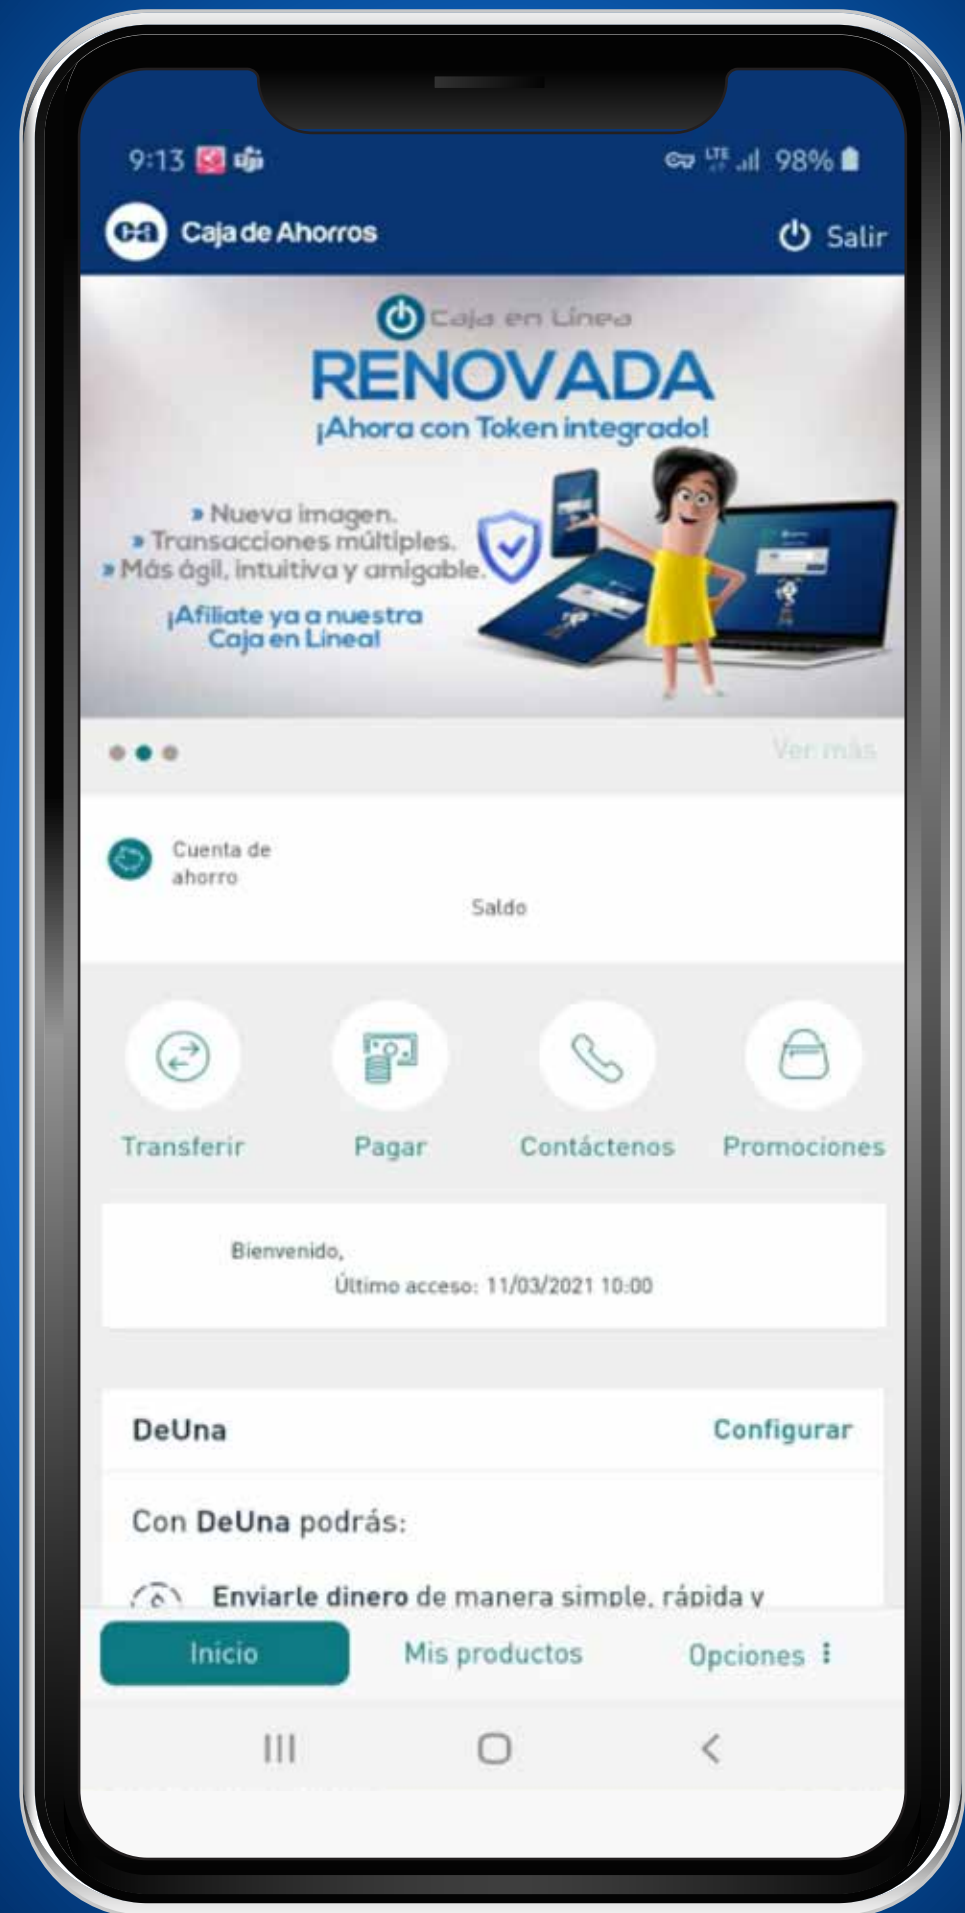 9:13 LTE 98%
ca Caja de Ahorros Salir
Caja en Línea
RENOVADA
¡Ahora con Token integrado!
» Nueva imagen.
» Transacciones múltiples.
» Más ágil, intuitiva y amigable.
¡Afiliate ya a nuestra
Caja en Línea!
Ver más
Cuenta de
ahorro
Saldo
Transferir Pagar Contáctenos Promociones
Bienvenido,
Último acceso: 11/03/2021 10:00
DeUna Configurar
Con DeUna podrás:
Enviarle dinero de manera simple, rápida y
Inicio Mis productos Opciones